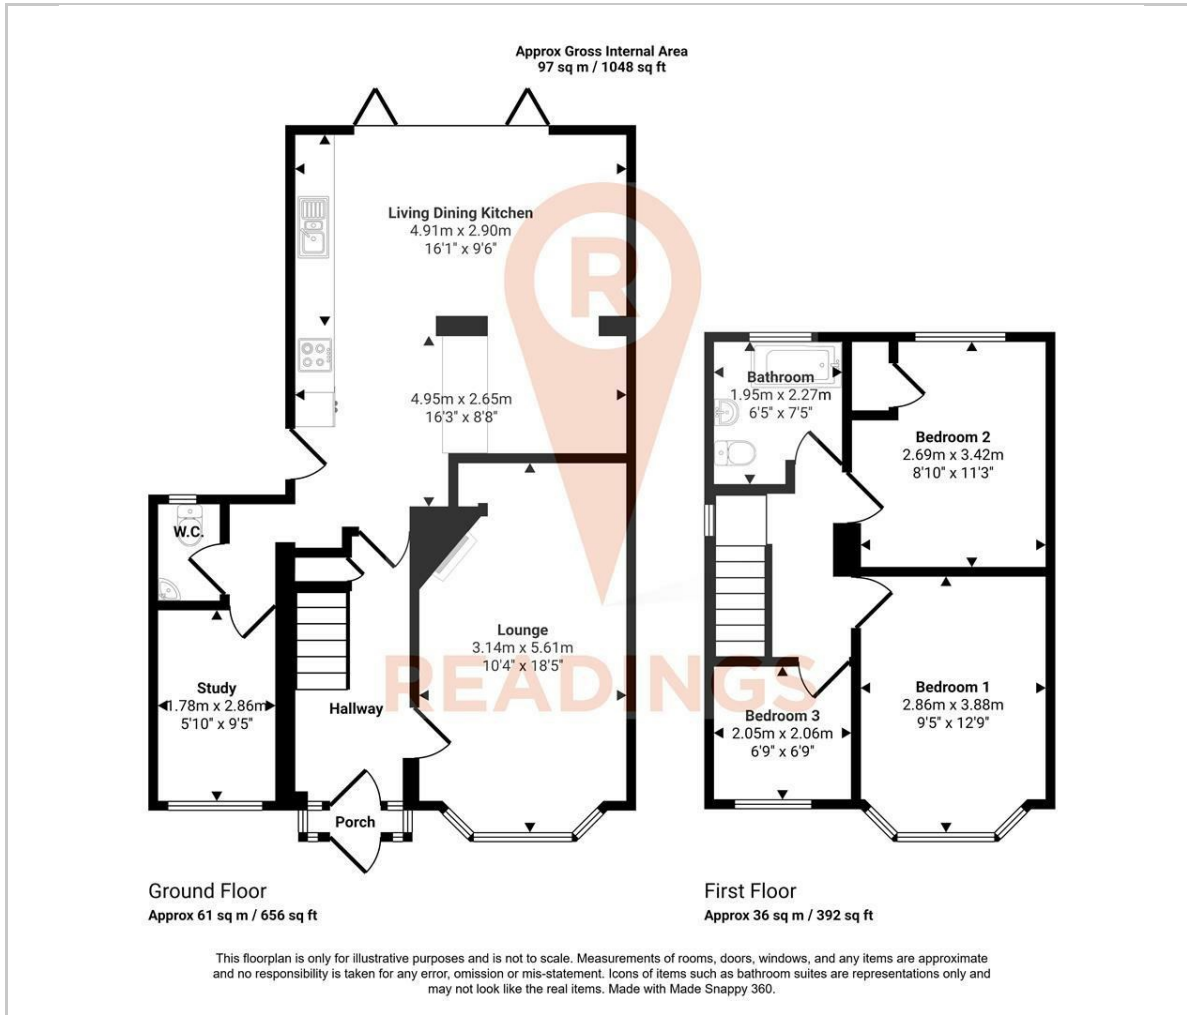 Approx Gross Internal Area
97 sq m / 1048 sq ft
Living Dining Kitchen
4.91m x 2.90m
16'1" x 9'6"
R
4.95m x 2.65m
16'3" x 8'8"
W.C.
Lounge
3.14m x 5.61m
10'4" x 18'5"
READINGS
Study
1.78m x 2.86m
5'10" x 9'5"
Hallway
Porch
Bathroom
1.95m x 2.27m
6'5" x 7'5"
Bedroom 2
2.69m x 3.42m
8'10" x 11'3"
Bedroom 1
2.86m x 3.88m
9'5" x 12'9"
Bedroom 3
2.05m x 2.06m
6'9" x 6'9"
Ground Floor
Approx 61 sq m / 656 sq ft
First Floor
Approx 36 sq m / 392 sq ft
This floorplan is only for illustrative purposes and is not to scale. Measurements of rooms, doors, windows, and any items are approximate
and no responsibility is taken for any error, omission or mis-statement. Icons of items such as bathroom suites are representations only and
may not look like the real items. Made with Made Snappy 360.